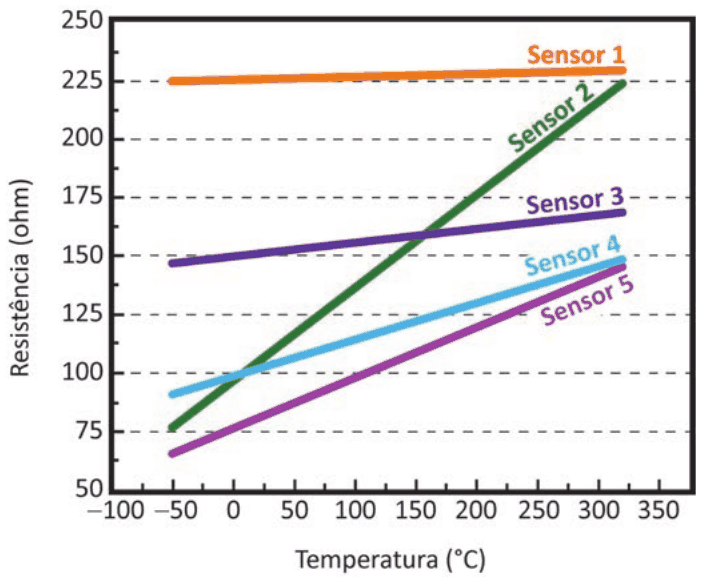 250
225
200
175
150
125
100
75
50
Resistência (ohm)
Sensor 1
Sensor 2
Sensor 3
Sensor 4
Sensor 5
−100 −50 0 50 100 150 200 250 300 350
Temperatura (°C)